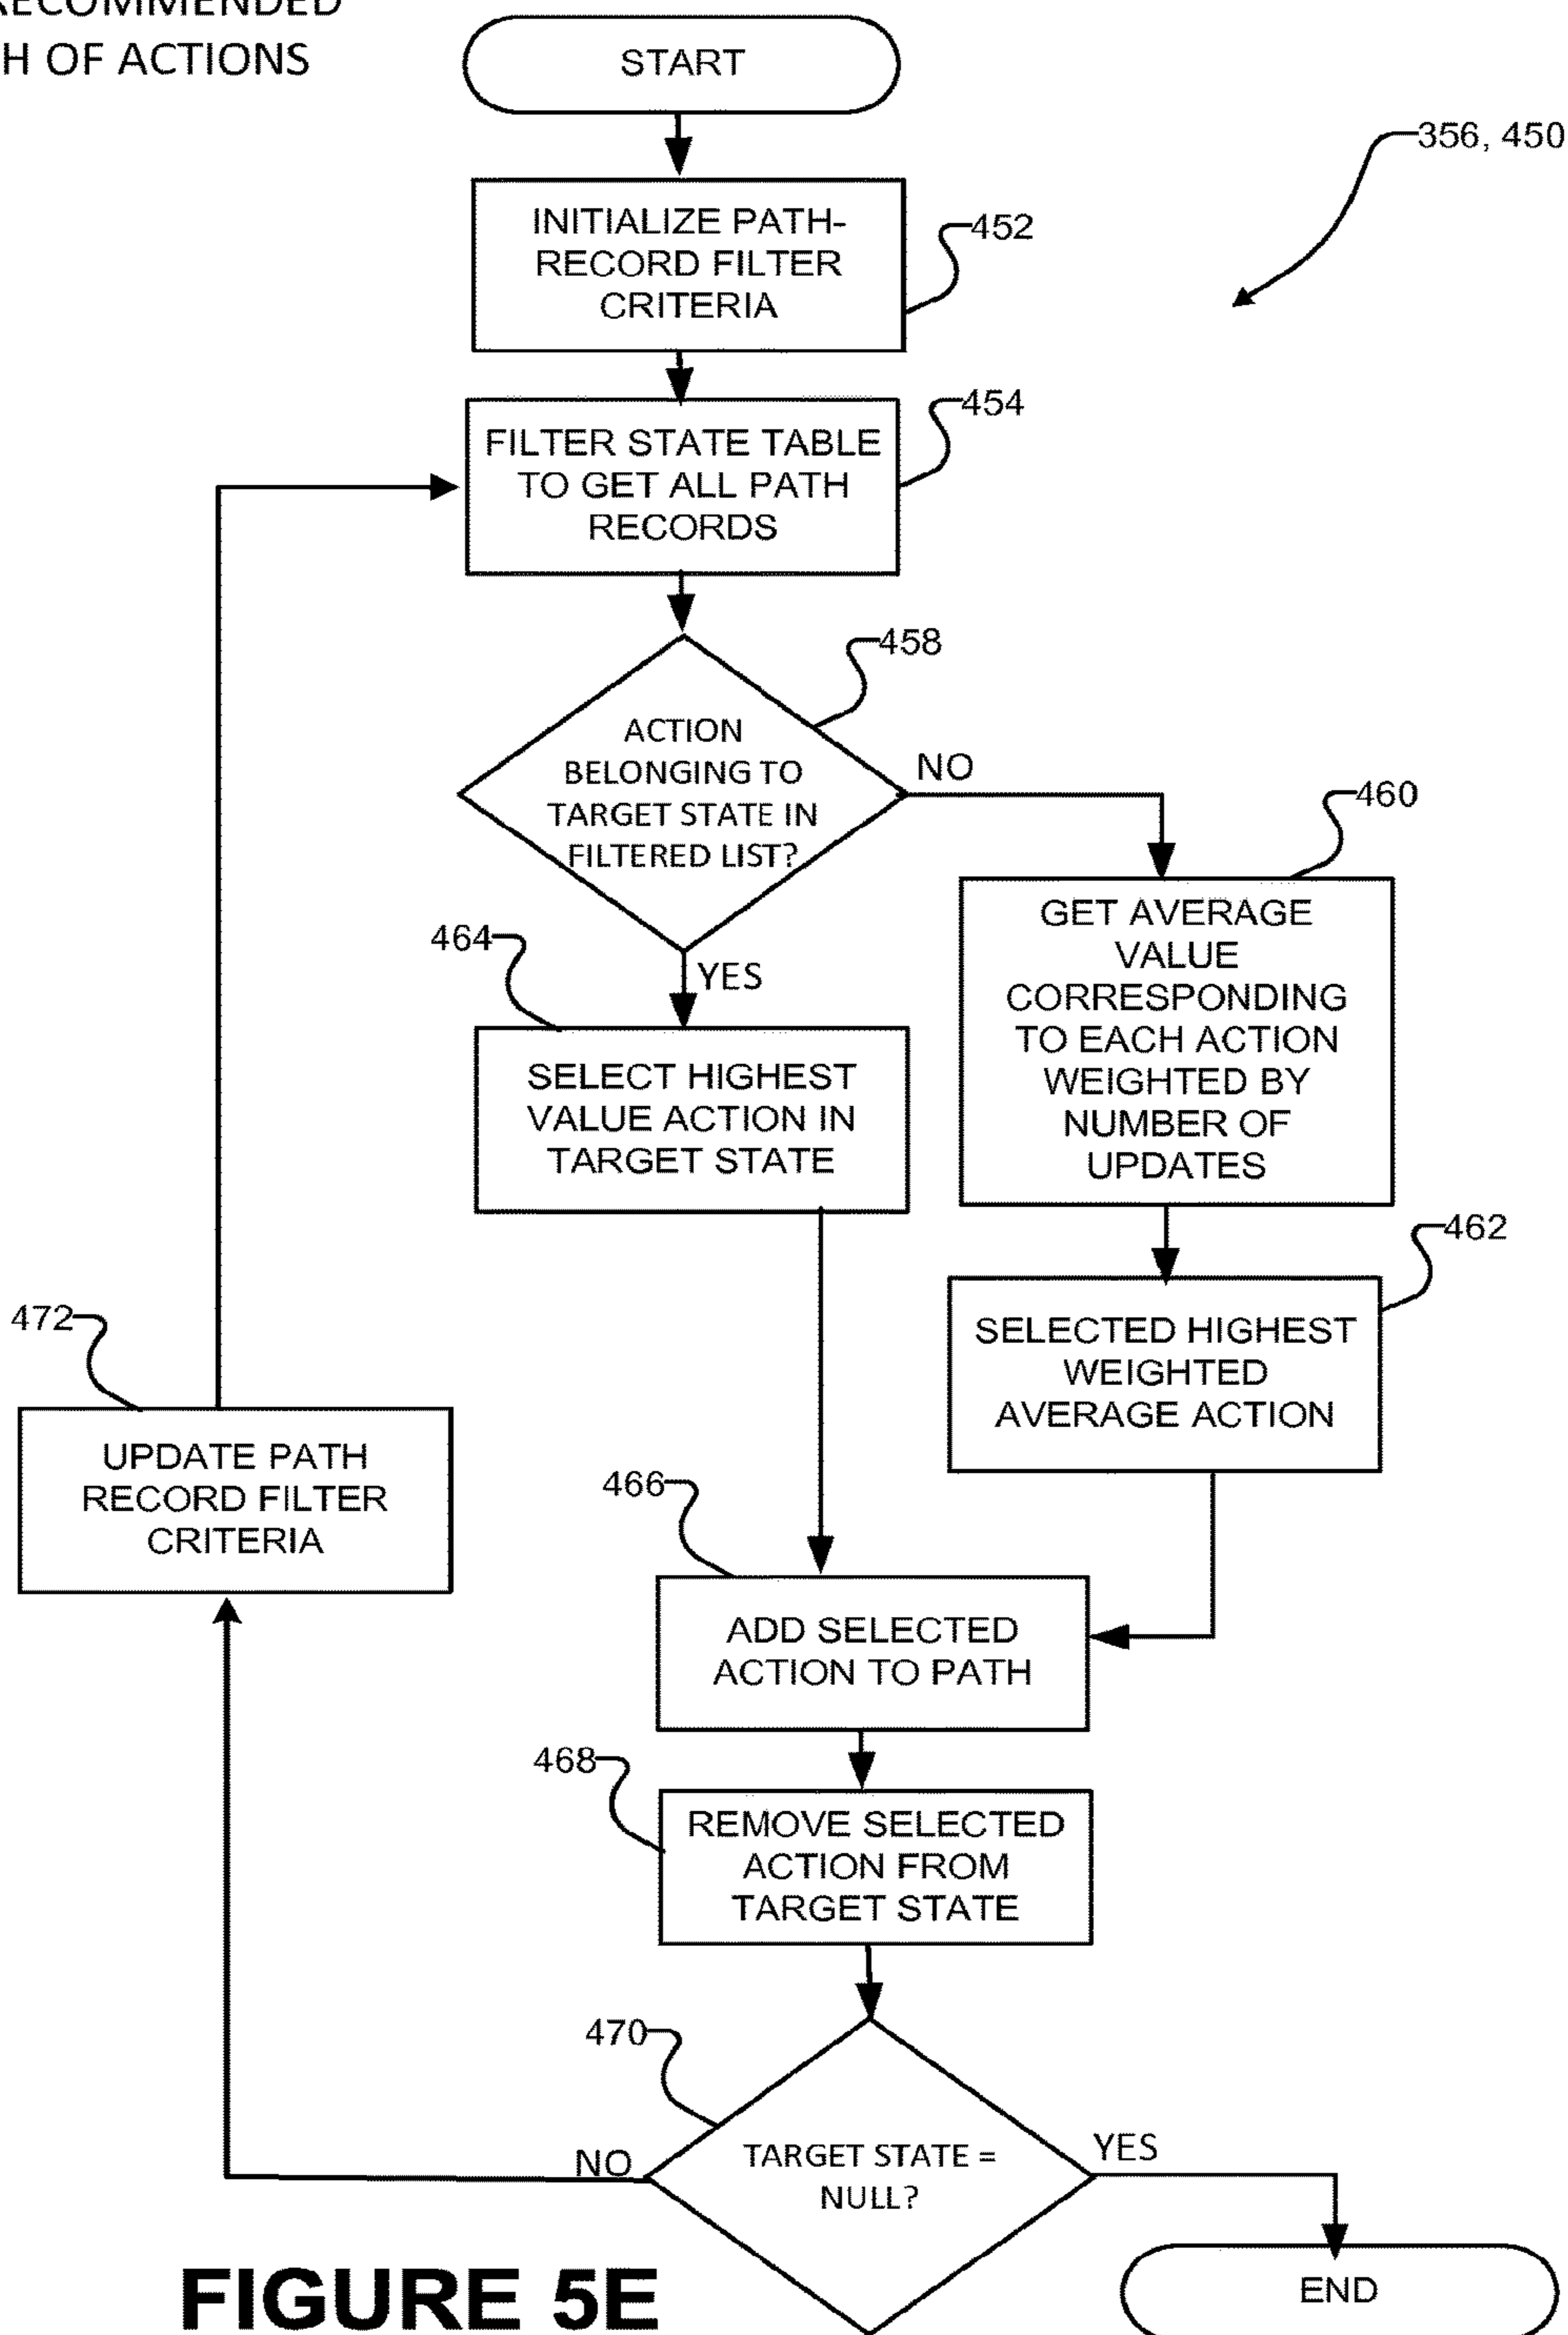 RECOMMENDED
H OF ACTIONS
START
356, 450
INITIALIZE PATH-
RECORD FILTER
CRITERIA
452
454
FILTER STATE TABLE
TO GET ALL PATH
RECORDS
458
ACTION
BELONGING TO
TARGET STATE IN
FILTERED LIST?
NO
460
GET AVERAGE
VALUE
CORRESPONDING
TO EACH ACTION
WEIGHTED BY
NUMBER OF
UPDATES
464
YES
SELECT HIGHEST
VALUE ACTION IN
TARGET STATE
462
SELECTED HIGHEST
WEIGHTED
AVERAGE ACTION
472
UPDATE PATH
RECORD FILTER
CRITERIA
466
ADD SELECTED
ACTION TO PATH
468
REMOVE SELECTED
ACTION FROM
TARGET STATE
470
NO
TARGET STATE =
NULL?
YES
END
FIGURE 5E